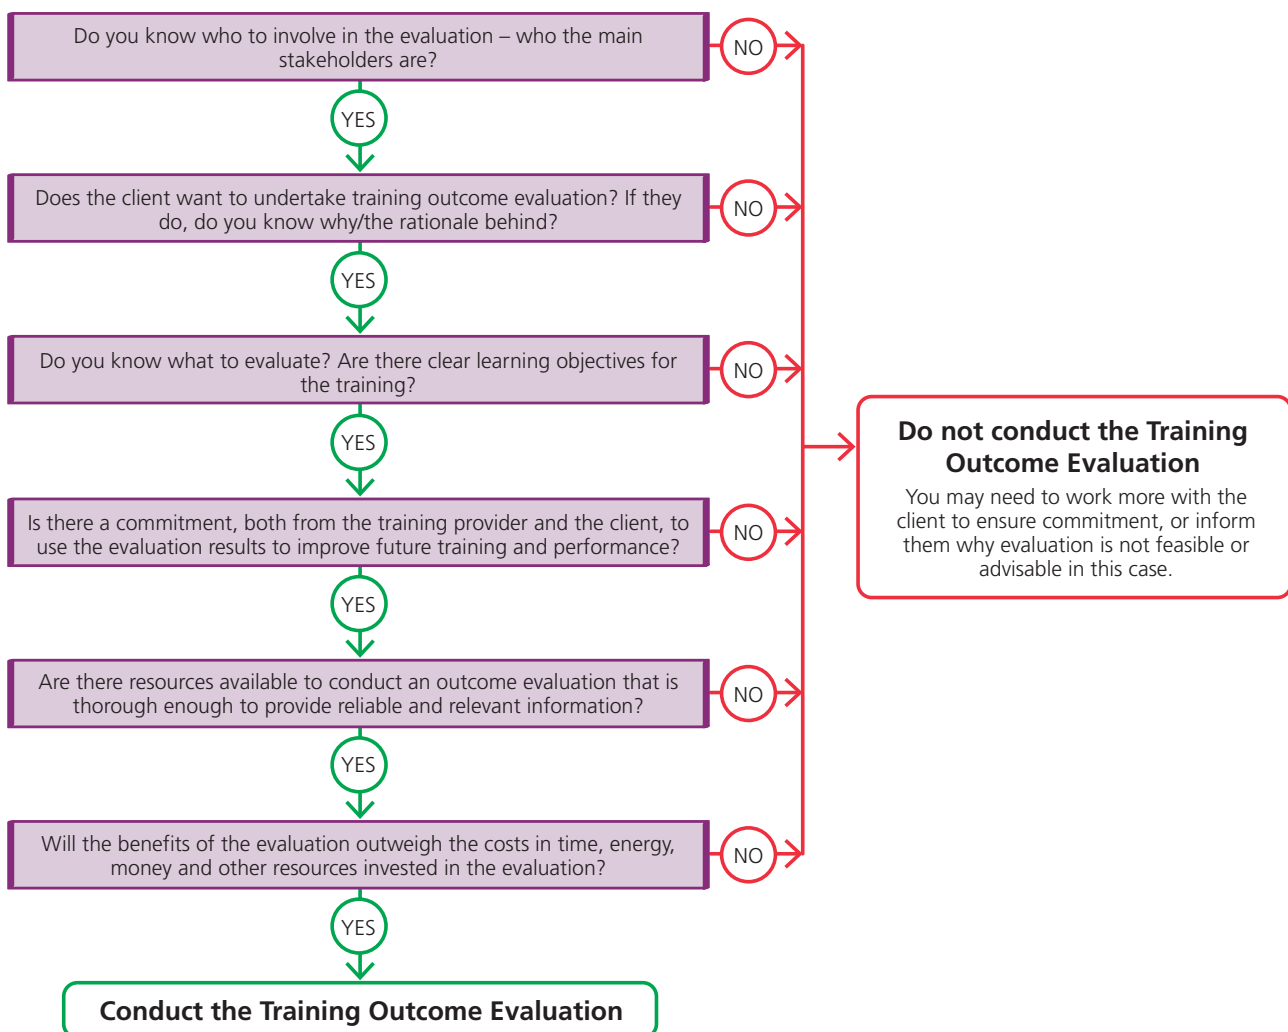 Do you know who to involve in the evaluation – who the main
stakeholders are?
NO
YES
Does the client want to undertake training outcome evaluation? If they
do, do you know why/the rationale behind?
NO
YES
Do you know what to evaluate? Are there clear learning objectives for
the training?
NO
YES
Is there a commitment, both from the training provider and the client, to
use the evaluation results to improve future training and performance?
NO
YES
Are there resources available to conduct an outcome evaluation that is
thorough enough to provide reliable and relevant information?
NO
YES
Will the benefits of the evaluation outweigh the costs in time, energy,
money and other resources invested in the evaluation?
NO
YES
Conduct the Training Outcome Evaluation
Do not conduct the Training
Outcome Evaluation
You may need to work more with the
client to ensure commitment, or inform
them why evaluation is not feasible or
advisable in this case.